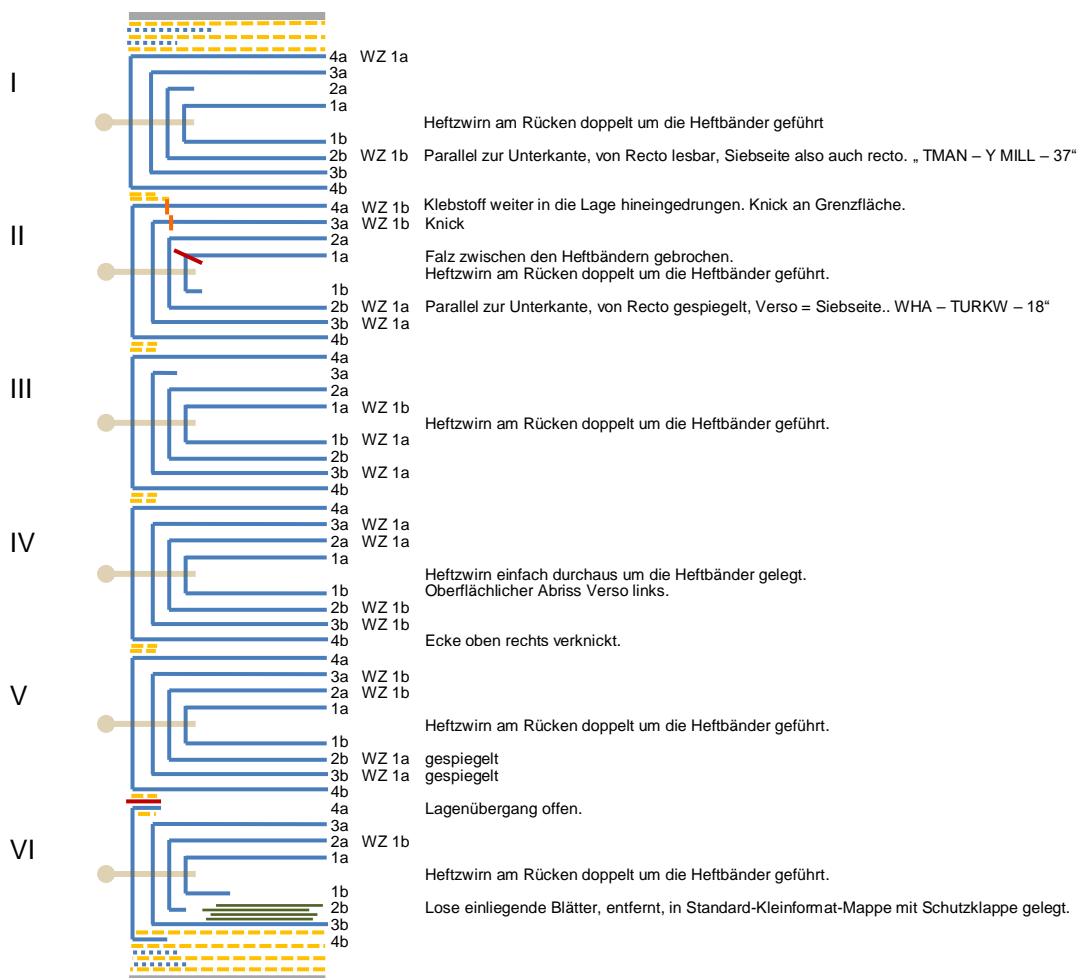 4a WZ 1a
3a
I
2a
1a
Heftzwirn am Rücken doppelt um die Heftbänder geführt
1b
2b WZ 1b Parallel zur Unterkante, von Recto lesbar, Siebseite also auch recto. „ TMAN – Y MILL – 37“
3b
4b
4a WZ 1b Klebstoff weiter in die Lage hineingedrungen. Knick an Grenzfläche.
3a WZ 1b Knick
II
2a
1a Falz zwischen den Heftbändern gebrochen.
Heftzwirn am Rücken doppelt um die Heftbänder geführt.
1b
2b WZ 1a Parallel zur Unterkante, von Recto gespiegelt, Verso = Siebseite.. WHA – TURKW – 18“
3b WZ 1a
4b
4a
3a
III
2a
1a WZ 1b
Heftzwirn am Rücken doppelt um die Heftbänder geführt.
1b WZ 1a
2b
3b WZ 1a
4b
4a
3a WZ 1a
IV
2a WZ 1a
1a
Heftzwirn einfach durchaus um die Heftbänder gelegt.
1b Oberflächlicher Abriss Verso links.
2b WZ 1b
3b WZ 1b
4b Ecke oben rechts verknickt.
4a
3a WZ 1b
V
2a WZ 1b
1a
Heftzwirn am Rücken doppelt um die Heftbänder geführt.
1b
2b WZ 1a gespiegelt
3b WZ 1a gespiegelt
4b
4a Lagenübergang offen.
3a
VI
2a WZ 1b
1a
Heftzwirn am Rücken doppelt um die Heftbänder geführt.
1b
2b Lose einliegende Blätter, entfernt, in Standard-Kleinformat-Mappe mit Schutzklappe gelegt.
3b
4b